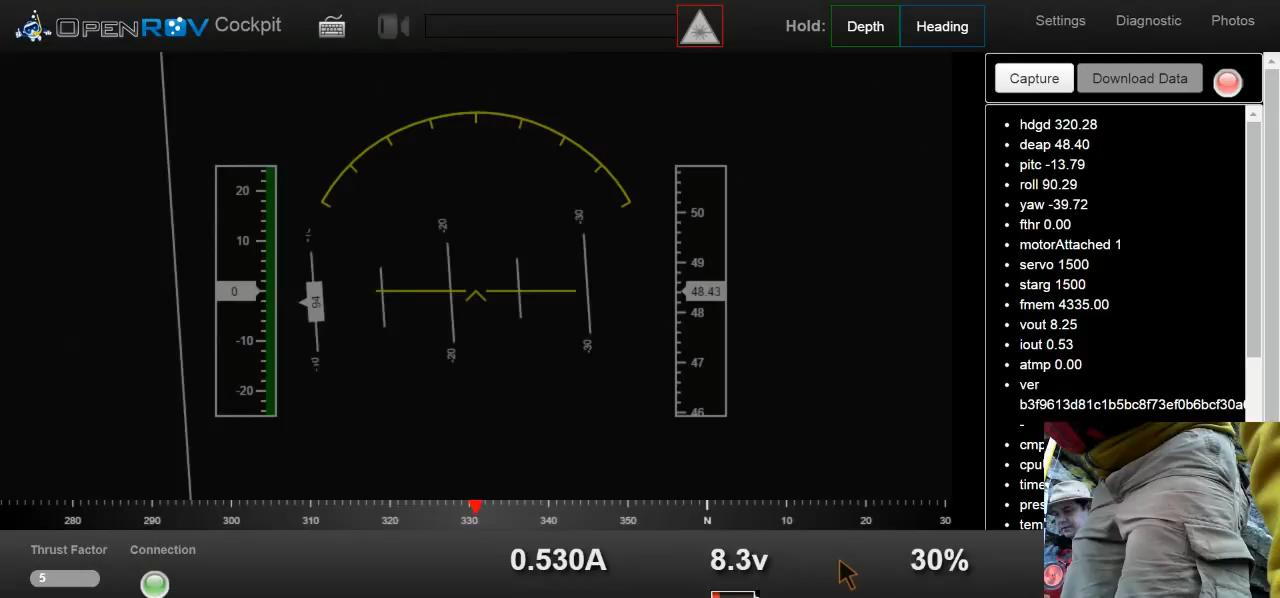 OPENROV Cockpit
Hold:
Depth
Heading
Settings
Diagnostic
Photos
Capture
Download Data
hdgd 320.28
deap 48.40
pitc -13.79
roll 90.29
yaw -39.72
fthr 0.00
motorAttached 1
servo 1500
starg 1500
fmem 4335.00
vout 8.25
iout 0.53
atmp 0.00
ver
b3f9613d81c1b5bc8f73ef0b6bcf30a
-
cmp
cpu
time
pres
tem
20
10
0
-10
-20
-10
94
-20
-20
-30
-30
50
49
48.43
48
47
46
280
290
300
310
320
330
340
350
N
10
20
30
Thrust Factor
5
Connection
0.530A
8.3v
30%